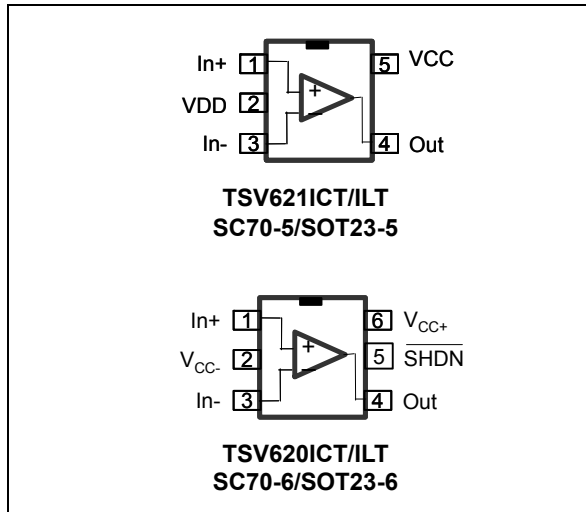 In+ 1 5 VCC
VDD 2
+
In- 3 4 Out
TSV621ICT/ILT
SC70-5/SOT23-5
In+ 1 6 VCC+
+
VCC- 2 5 SHDN
In- 3 4 Out
TSV620ICT/ILT
SC70-6/SOT23-6